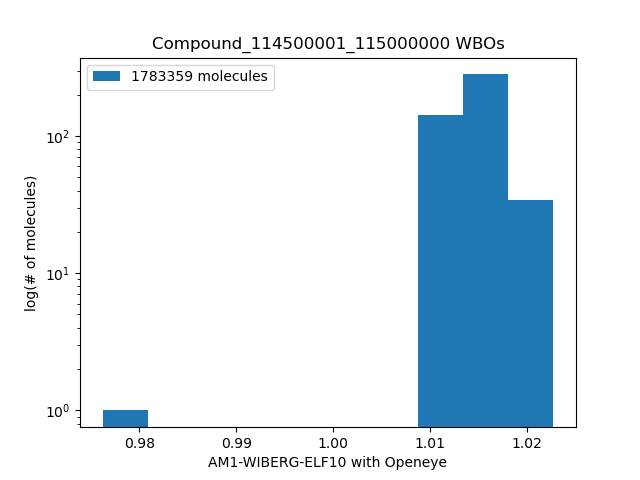 Compound_114500001_115000000 WBOs
1783359 molecules
log(# of molecules)
10²
10¹
10⁰
0.98 0.99 1.00 1.01 1.02
AM1-WIBERG-ELF10 with Openeye